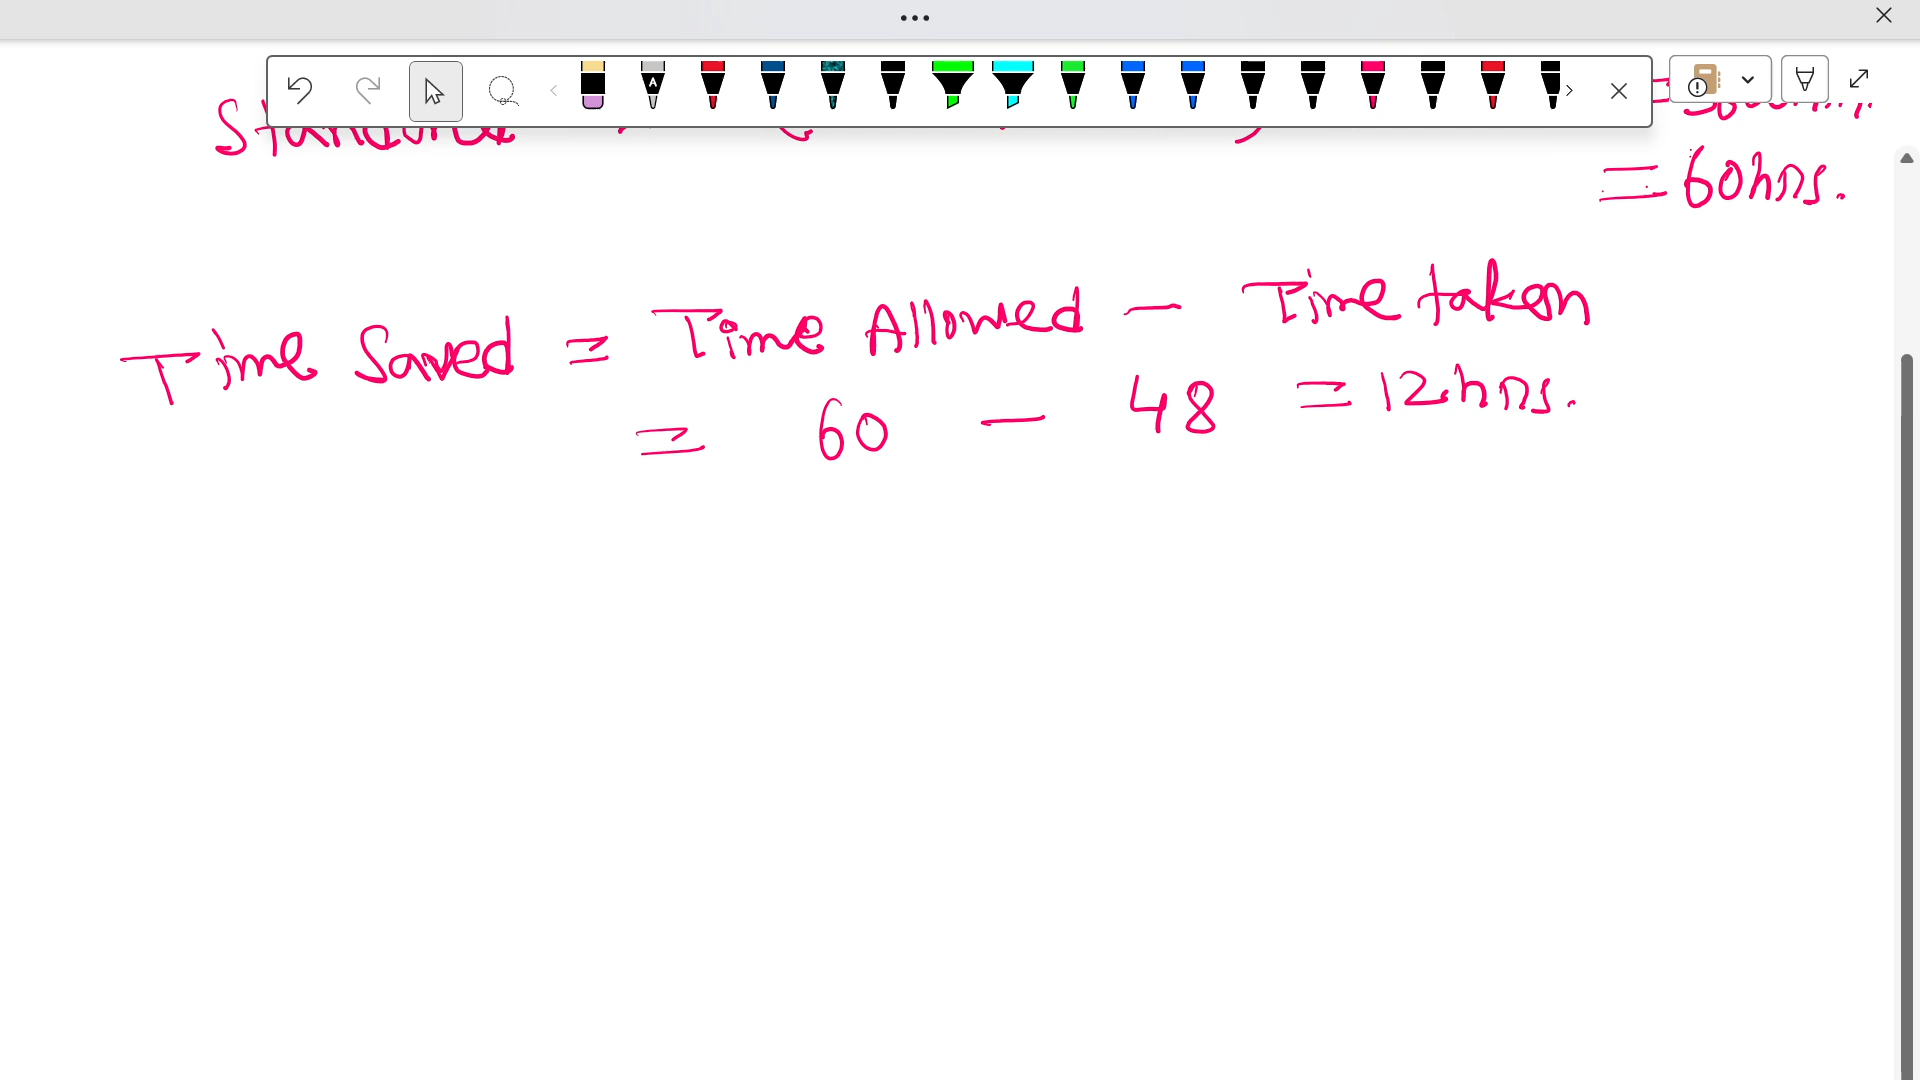 = 60hrs.
Time Saved = Time Allowed - Time taken
= 60 - 48 = 12hrs.